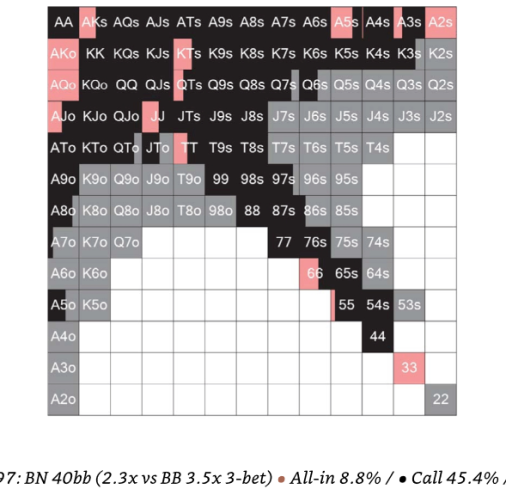 AA AKs AQs AJs ATs A9s A8s A7s A6s A5s A4s A3s A2s
AKo KK KQs KJs KTs K9s K8s K7s K6s K5s K4s K3s K2s
AQo KQo QQ QJs QTs Q9s Q8s Q7s Q6s Q5s Q4s Q3s Q2s
AJo KJo QJo JJ JTs J9s J8s J7s J6s J5s J4s J3s J2s
ATo KTo QTo JTo TT T9s T8s T7s T6s T5s T4s
A9o K9o Q9o J9o T9o 99 98s 97s 96s 95s
A8o K8o Q8o J8o T8o 98o 88 87s 86s 85s
A7o K7o Q7o 77 76s 75s 74s
A6o K6o 66 65s 64s
A5o K5o 55 54s 53s
A4o 44
A3o 33
A2o 22
97: BN 40bb (2.3x vs BB 3.5x 3-bet) • All-in 8.8% / • Call 45.4% /